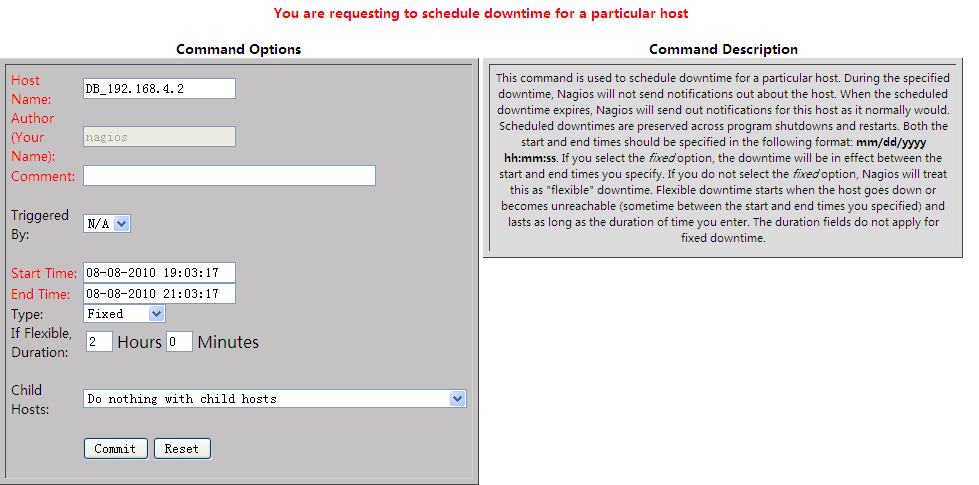 You are requesting to schedule downtime for a particular host
Command Options
Host
Name:
DB_192.168.4.2
Author
(Your
Name):
nagios
Comment:
Triggered
By:
N/A
Start Time:
08-08-2010 19:03:17
End Time:
08-08-2010 21:03:17
Type:
Fixed
If Flexible,
Duration:
2 Hours 0 Minutes
Child
Hosts:
Do nothing with child hosts
Commit Reset
Command Description
This command is used to schedule downtime for a particular host. During the specified
downtime, Nagios will not send notifications out about the host. When the scheduled
downtime expires, Nagios will send out notifications for this host as it normally would.
Scheduled downtimes are preserved across program shutdowns and restarts. Both the
start and end times should be specified in the following format: mm/dd/yyyy
hh:mm:ss. If you select the fixed option, the downtime will be in effect between the
start and end times you specify. If you do not select the fixed option, Nagios will treat
this as "flexible" downtime. Flexible downtime starts when the host goes down or
becomes unreachable (sometime between the start and end times you specified) and
lasts as long as the duration of time you enter. The duration fields do not apply for
fixed downtime.